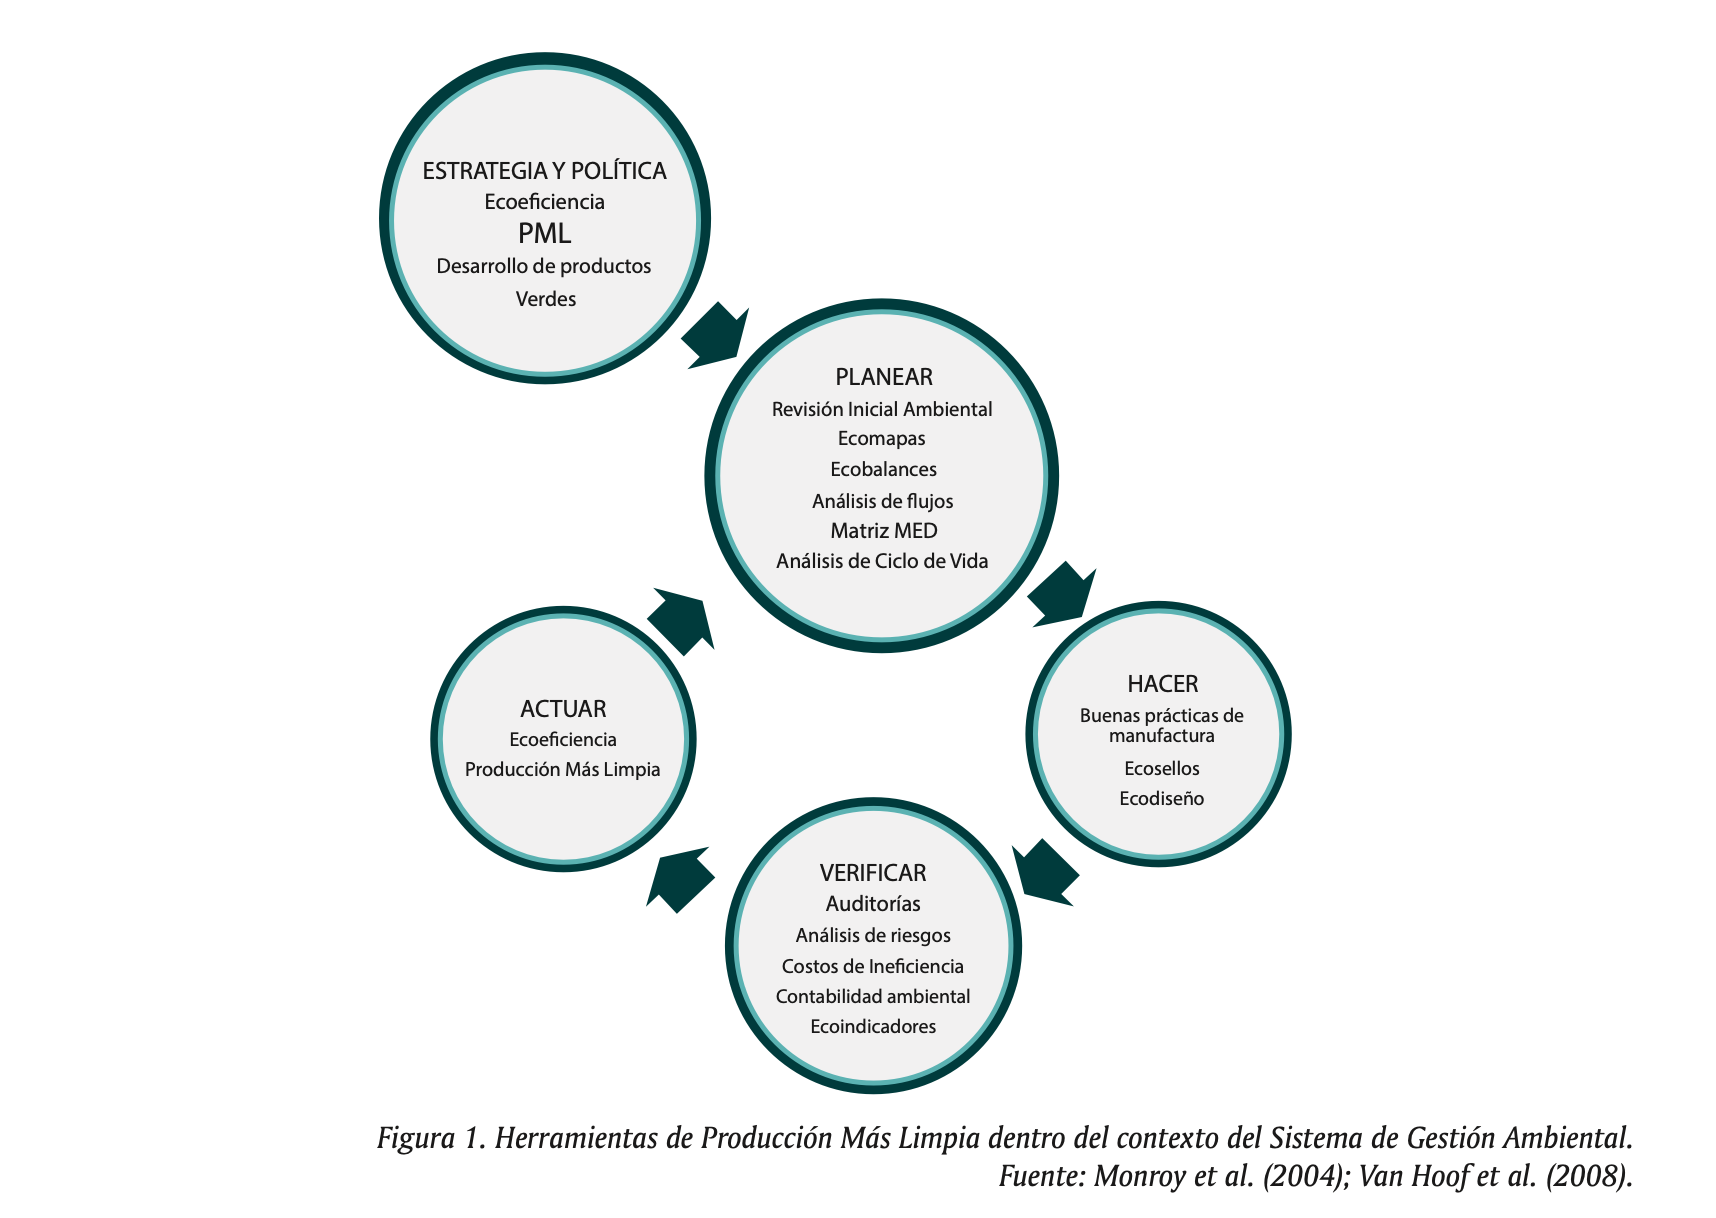 ESTRATEGIA Y POLÍTICA
Ecoeficiencia
PML
Desarrollo de productos
Verdes
PLANEAR
Revisión Inicial Ambiental
Ecomapas
Ecobalances
Análisis de flujos
Matriz MED
Análisis de Ciclo de Vida
HACER
Buenas prácticas de
manufactura
Ecosellos
Ecodiseño
VERIFICAR
Auditorías
Análisis de riesgos
Costos de Ineficiencia
Contabilidad ambiental
Ecoindicadores
ACTUAR
Ecoeficiencia
Producción Más Limpia
Figura 1. Herramientas de Producción Más Limpia dentro del contexto del Sistema de Gestión Ambiental.
Fuente: Monroy et al. (2004); Van Hoof et al. (2008).